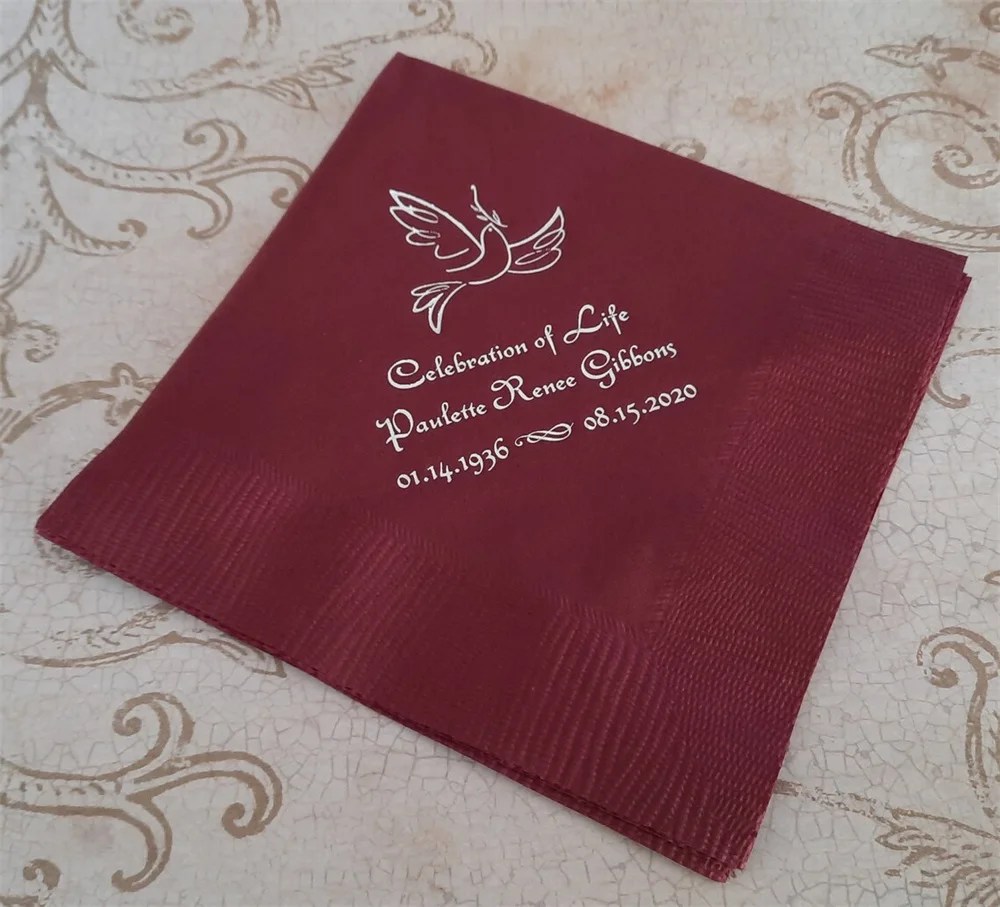 Celebration of Life
Paulette Renee Gibbons
01.14.1936 08.15.2020